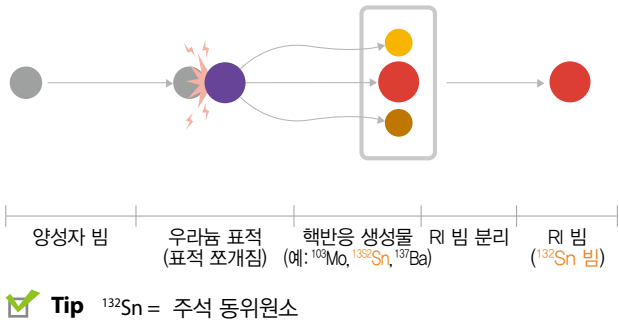 양성자 빔 우라늄 표적 핵반응 생성물 RI 빔 분리 RI 빔
(표적 쪼개짐) (예: ¹⁰³Mo, ¹³ˢ²Sn, ¹³⁷Ba) (¹³²Sn 빔)
Tip ¹³²Sn = 주석 동위원소